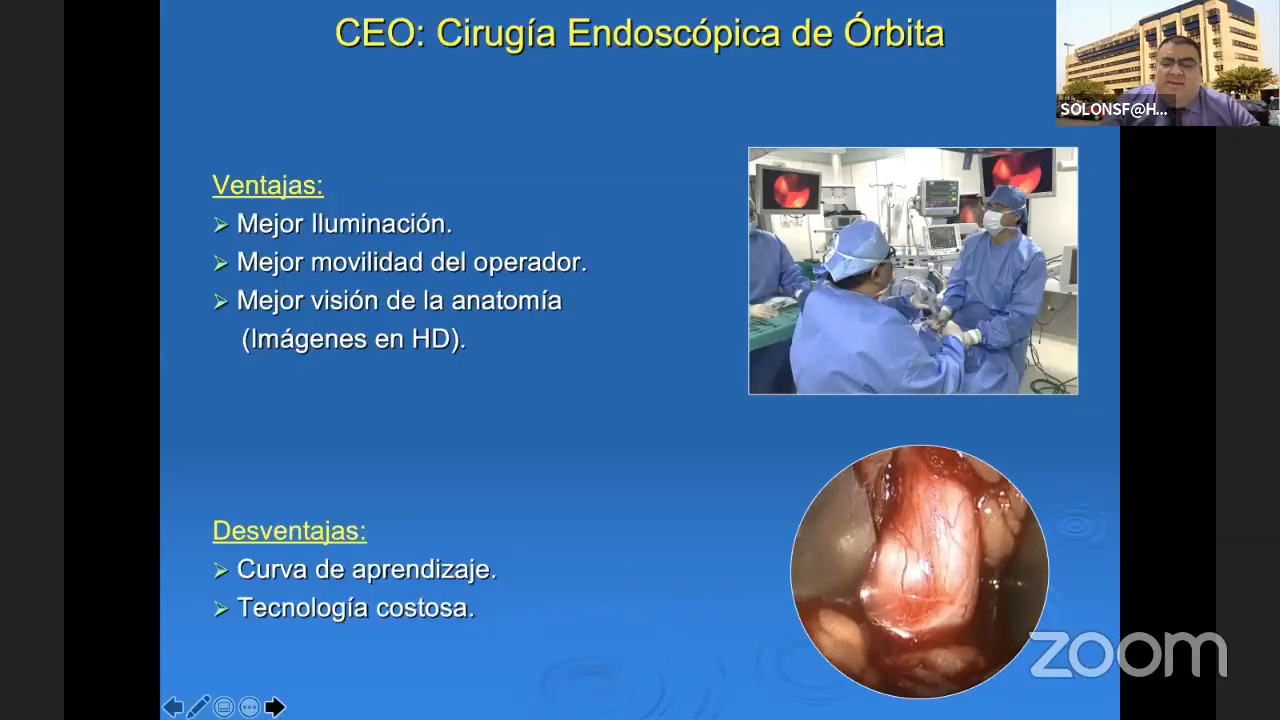 CEO: Cirugía Endoscópica de Órbita
SOLONSF@H...
Ventajas:
Mejor Iluminación.
Mejor movilidad del operador.
Mejor visión de la anatomía
(Imágenes en HD).
Desventajas:
Curva de aprendizaje.
Tecnología costosa.
zoom